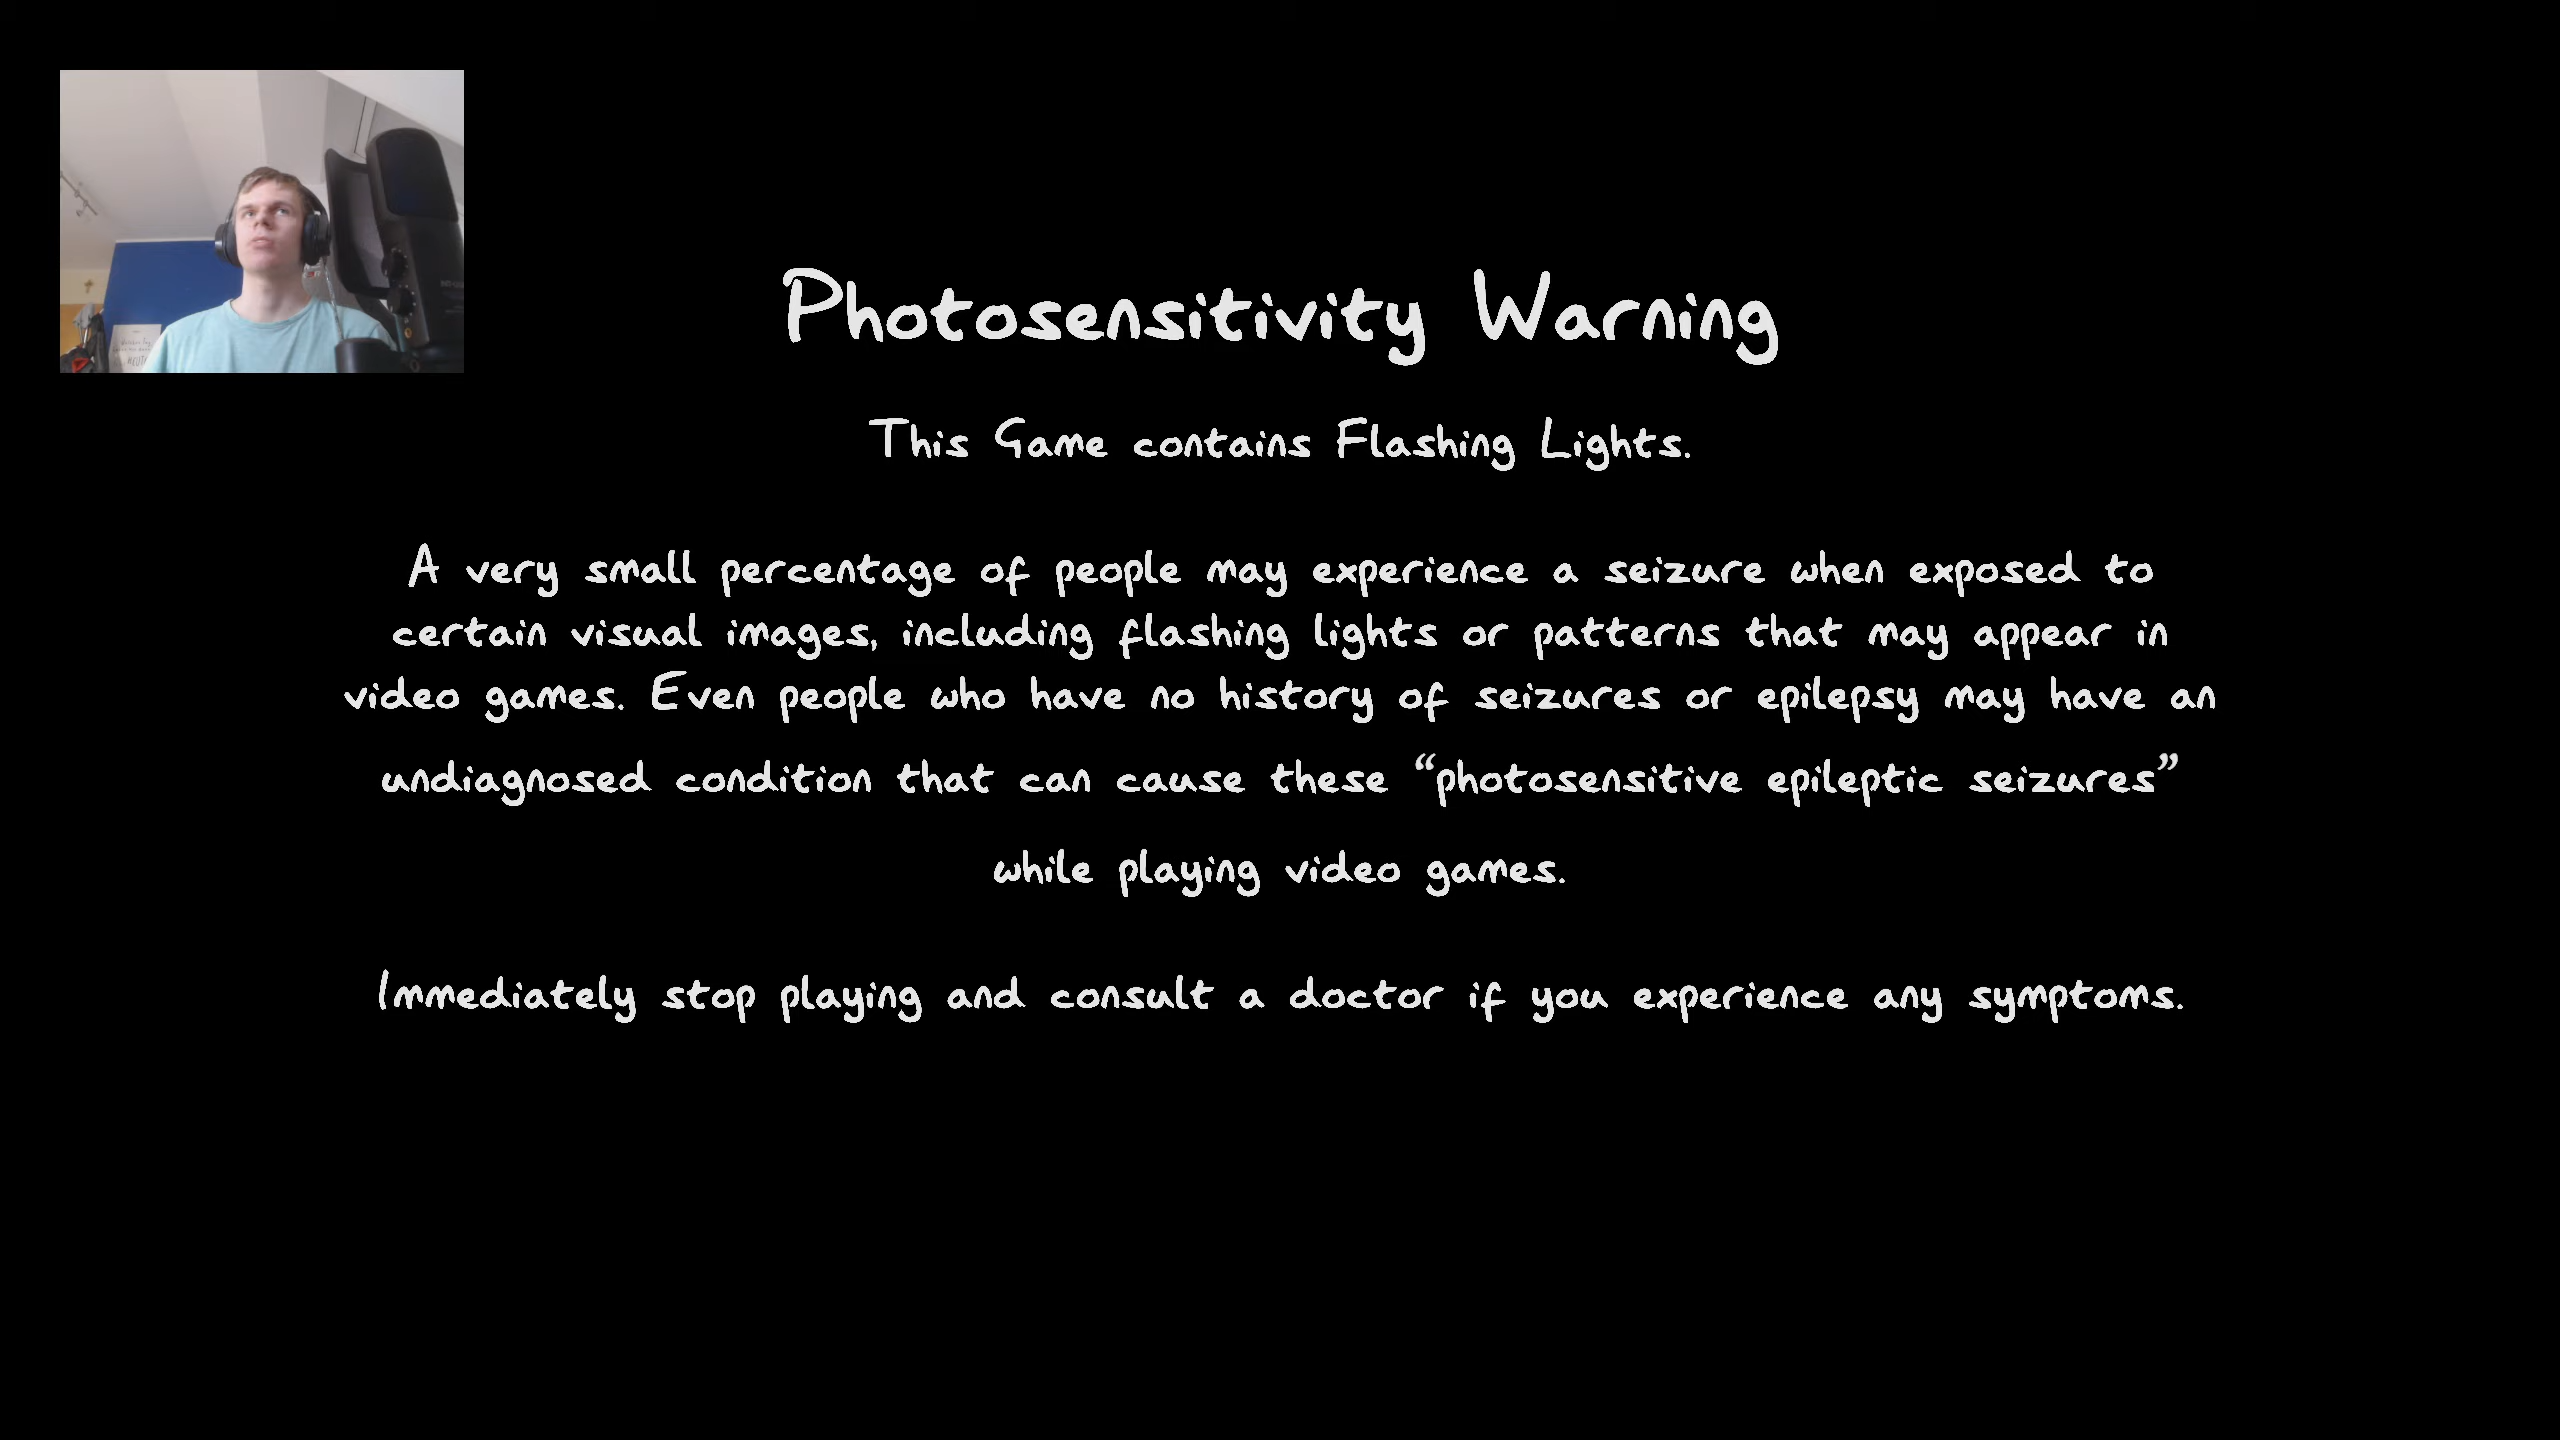 Photosensitivity Warning
This Game contains Flashing Lights.
A very small percentage of people may experience a seizure when exposed to
certain visual images, including flashing lights or patterns that may appear in
video games. Even people who have no history of seizures or epilepsy may have an
undiagnosed condition that can cause these “photosensitive epileptic seizures”
while playing video games.
Immediately stop playing and consult a doctor if you experience any symptoms.